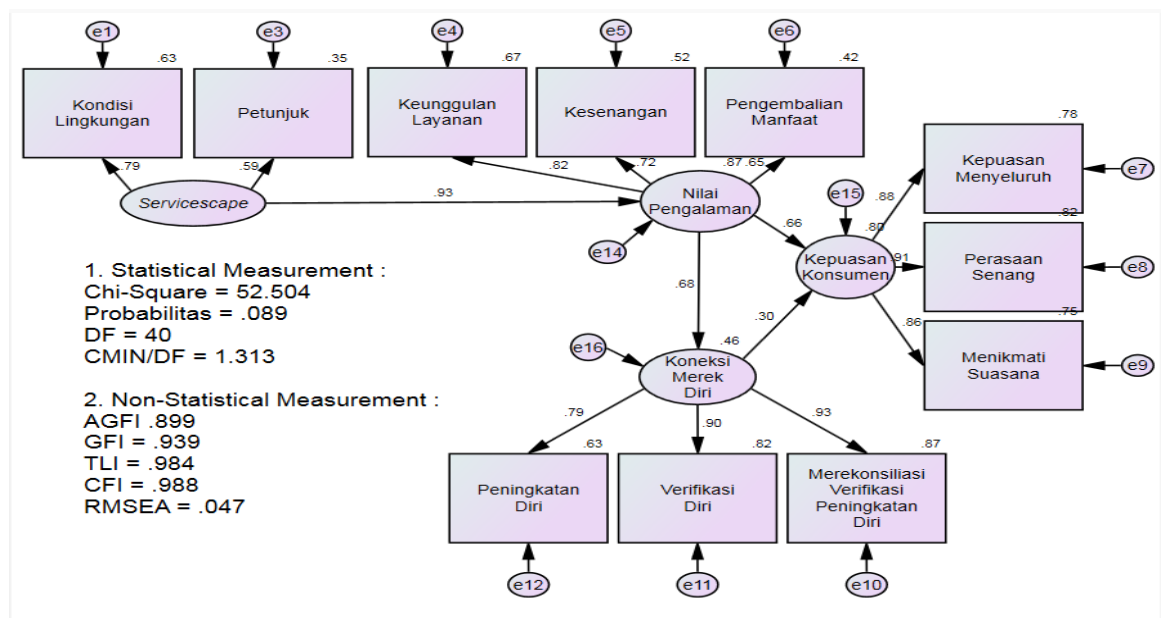 e1
e3
e4
e5
e6
.63
.35
.67
.52
.42
Kondisi
Lingkungan
Petunjuk
Keunggulan
Layanan
Kesenangan
Pengembalian
Manfaat
.78
Kepuasan
Menyeluruh
e7
.79
.59
.82
.72
.87
.65
.88
Servicescape
.93
Nilai
Pengalaman
e15
.66
.80
.82
e14
Kepuasan
Konsumen
.91
Perasaan
Senang
e8
1. Statistical Measurement :
Chi-Square = 52.504
Probabilitas = .089
DF = 40
CMIN/DF = 1.313
.68
.30
.86
.75
Menikmati
Suasana
e9
e16
.46
Koneksi
Merek
Diri
2. Non-Statistical Measurement :
AGFI .899
GFI = .939
TLI = .984
CFI = .988
RMSEA = .047
.79
.90
.93
.63
.82
.87
Peningkatan
Diri
Verifikasi
Diri
Merekonsiliasi
Verifikasi
Peningkatan
Diri
e12
e11
e10